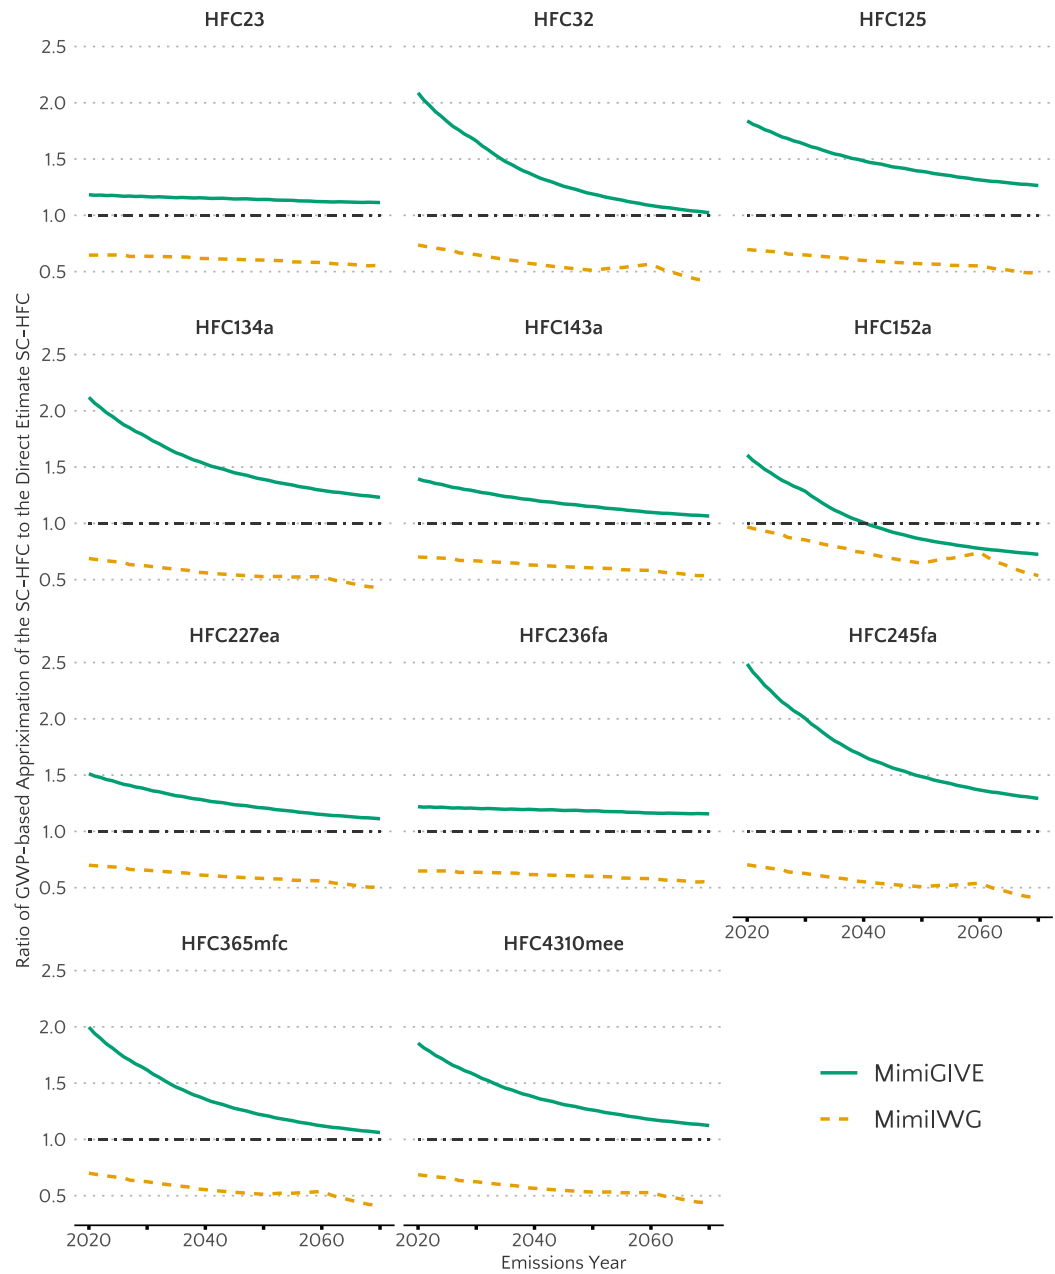 HFC23
HFC32
HFC125
2.5
2.0
1.5
1.0
0.5
HFC134a
HFC143a
HFC152a
2.5
2.0
1.5
1.0
0.5
HFC227ea
HFC236fa
HFC245fa
2.5
2.0
1.5
1.0
0.5
2020
2040
2060
HFC365mfc
HFC4310mee
2.5
2.0
1.5
1.0
0.5
2020
2040
2060
2020
2040
2060
Emissions Year
Ratio of GWP-based Appriximation of the SC-HFC to the Direct Etimate SC-HFC
MimiGIVE
MimiIWG